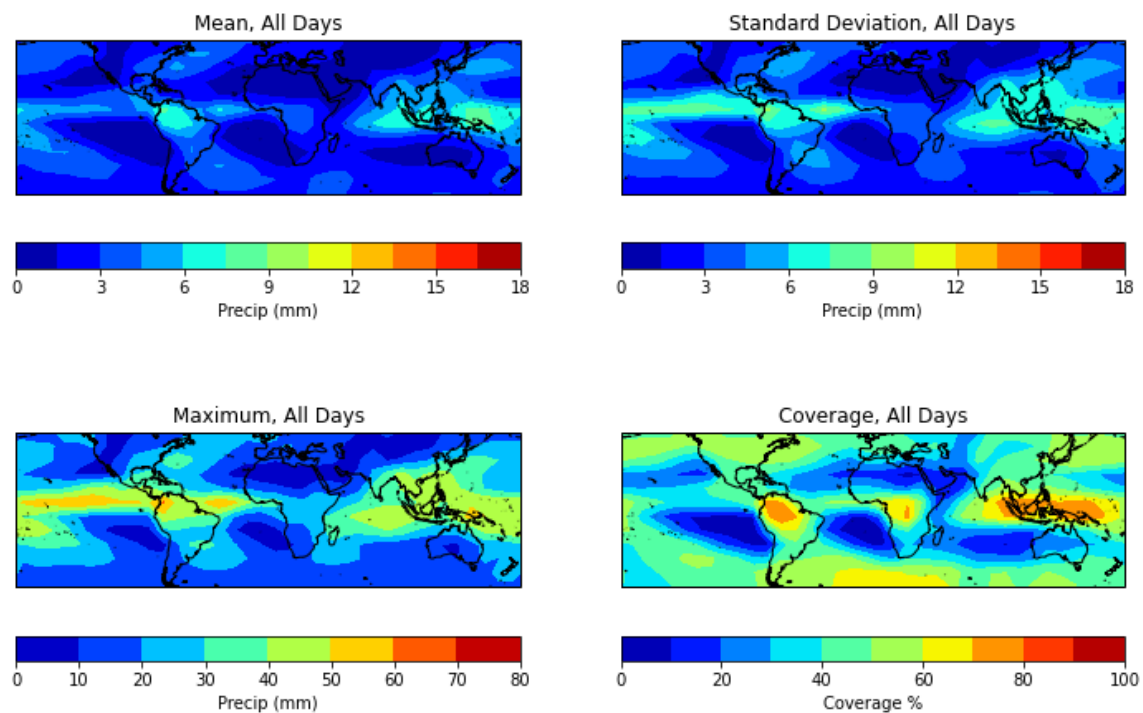 Mean, All Days
Standard Deviation, All Days
0 3 6 9 12 15 18
Precip (mm)
0 3 6 9 12 15 18
Precip (mm)
Maximum, All Days
Coverage, All Days
0 10 20 30 40 50 60 70 80
Precip (mm)
0 20 40 60 80 100
Coverage %